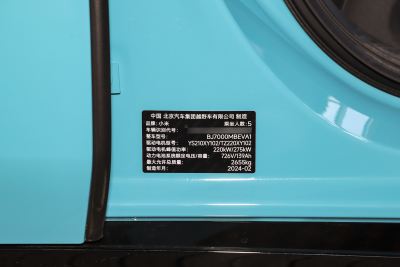 中国 北京汽车集团越野车有限公司 制造
品牌：小米 乘坐人数：5
车辆识别代号：
整车型号： BJ7000MBEVA1
驱动电机型号： YS210XY102/TZ220XY102
驱动电机峰值功率： 220kW/275kW
动力电池系统额定电压/容量： 726V/139Ah
最大允许总质量： 2655kg
制造年月： 2024-02